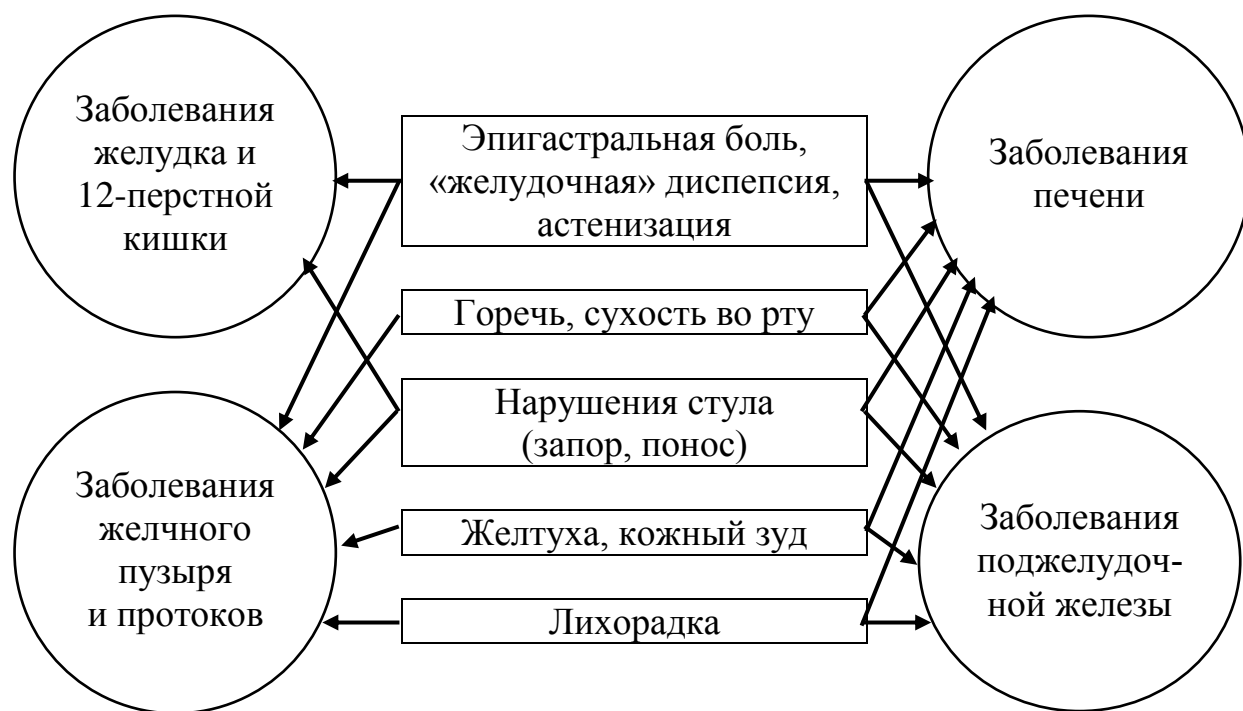 Заболевания
желудка и
12-перстной
кишки
Эпигастральная боль,
«желудочная» диспепсия,
астенизация
Заболевания
печени
Горечь, сухость во рту
Нарушения стула
(запор, понос)
Заболевания
желчного
пузыря
и протоков
Желтуха, кожный зуд
Лихорадка
Заболевания
поджелудоч-
ной железы